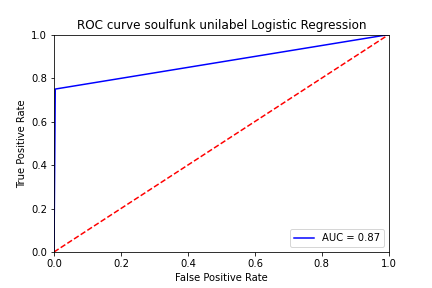 ROC curve soulfunk unilabel Logistic Regression
1.0
0.8
0.6
0.4
0.2
0.0
True Positive Rate
AUC = 0.87
0.0 0.2 0.4 0.6 0.8 1.0
False Positive Rate